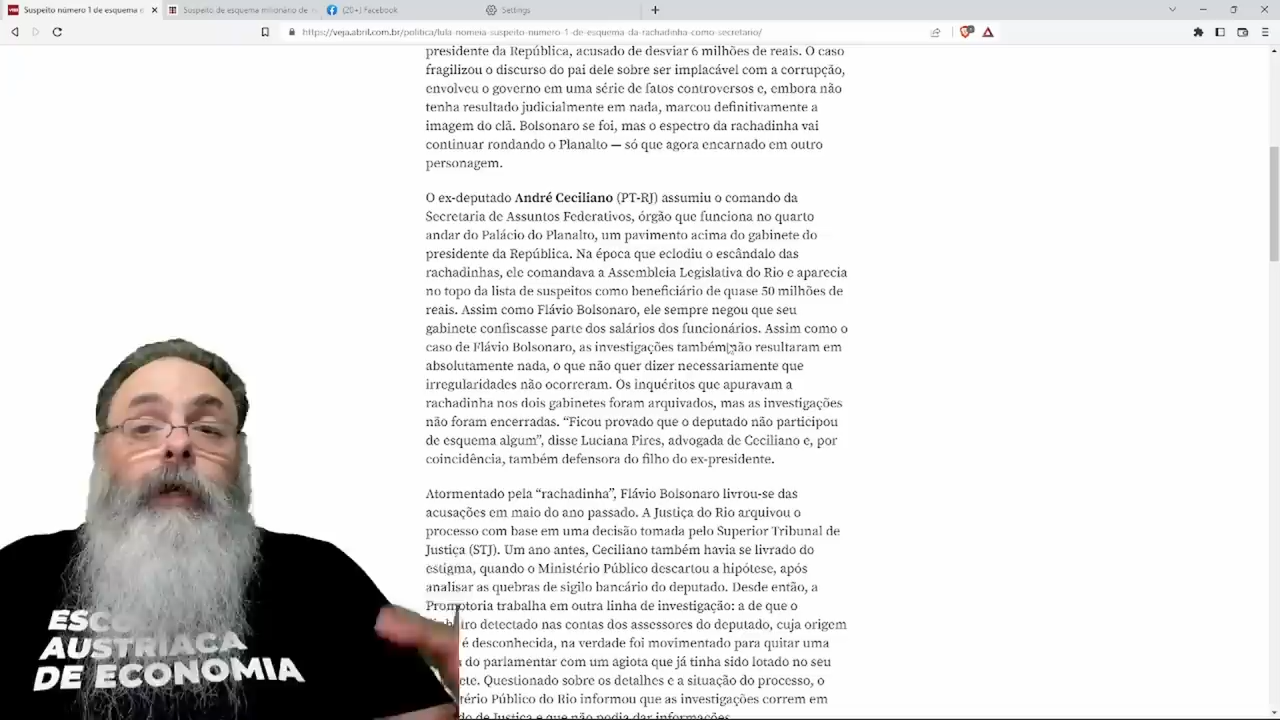 Suspeito número 1 de esquema
Suspeito de esquema milionário de
(20+) Facebook
Settings
https://veja.abril.com.br/politica/lula-nomeia-suspeito-numero-1-de-esquema-da-rachadinha-como-secretario/
presidente da República, acusado de desviar 6 milhões de reais. O caso
fragilizou o discurso do pai dele sobre ser implacável com a corrupção,
envolveu o governo em uma série de fatos controversos e, embora não
tenha resultado judicialmente em nada, marcou definitivamente a
imagem do clã. Bolsonaro se foi, mas o espectro da rachadinha vai
continuar rondando o Planalto — só que agora encarnado em outro
personagem.
O ex-deputado André Ceciliano (PT-RJ) assumiu o comando da
Secretaria de Assuntos Federativos, órgão que funciona no quarto
andar do Palácio do Planalto, um pavimento acima do gabinete do
presidente da República. Na época que eclodiu o escândalo das
rachadinhas, ele comandava a Assembleia Legislativa do Rio e aparecia
no topo da lista de suspeitos como beneficiário de quase 50 milhões de
reais. Assim como Flávio Bolsonaro, ele sempre negou que seu
gabinete confiscasse parte dos salários dos funcionários. Assim como o
caso de Flávio Bolsonaro, as investigações também não resultaram em
absolutamente nada, o que não quer dizer necessariamente que
irregularidades não ocorreram. Os inquéritos que apuravam a
rachadinha nos dois gabinetes foram arquivados, mas as investigações
não foram encerradas. “Ficou provado que o deputado não participou
de esquema algum”, disse Luciana Pires, advogada de Ceciliano e, por
coincidência, também defensora do filho do ex-presidente.
Atormentado pela “rachadinha”, Flávio Bolsonaro livrou-se das
acusações em maio do ano passado. A Justiça do Rio arquivou o
processo com base em uma decisão tomada pelo Superior Tribunal de
Justiça (STJ). Um ano antes, Ceciliano também havia se livrado do
estigma, quando o Ministério Público descartou a hipótese, após
analisar as quebras de sigilo bancário do deputado. Desde então, a
Promotoria trabalha em outra linha de investigação: a de que o
detectado nas contas dos assessores do deputado, cuja origem
é desconhecida, na verdade foi movimentado para quitar uma
do parlamentar com um agiota que já tinha sido lotado no seu
Questionado sobre os detalhes e a situação do processo, o
Público do Rio informou que as investigações correm em
de Justiça e que não podia dar informações.
ESCO
AUSTRIACA
DE ECONOMIA